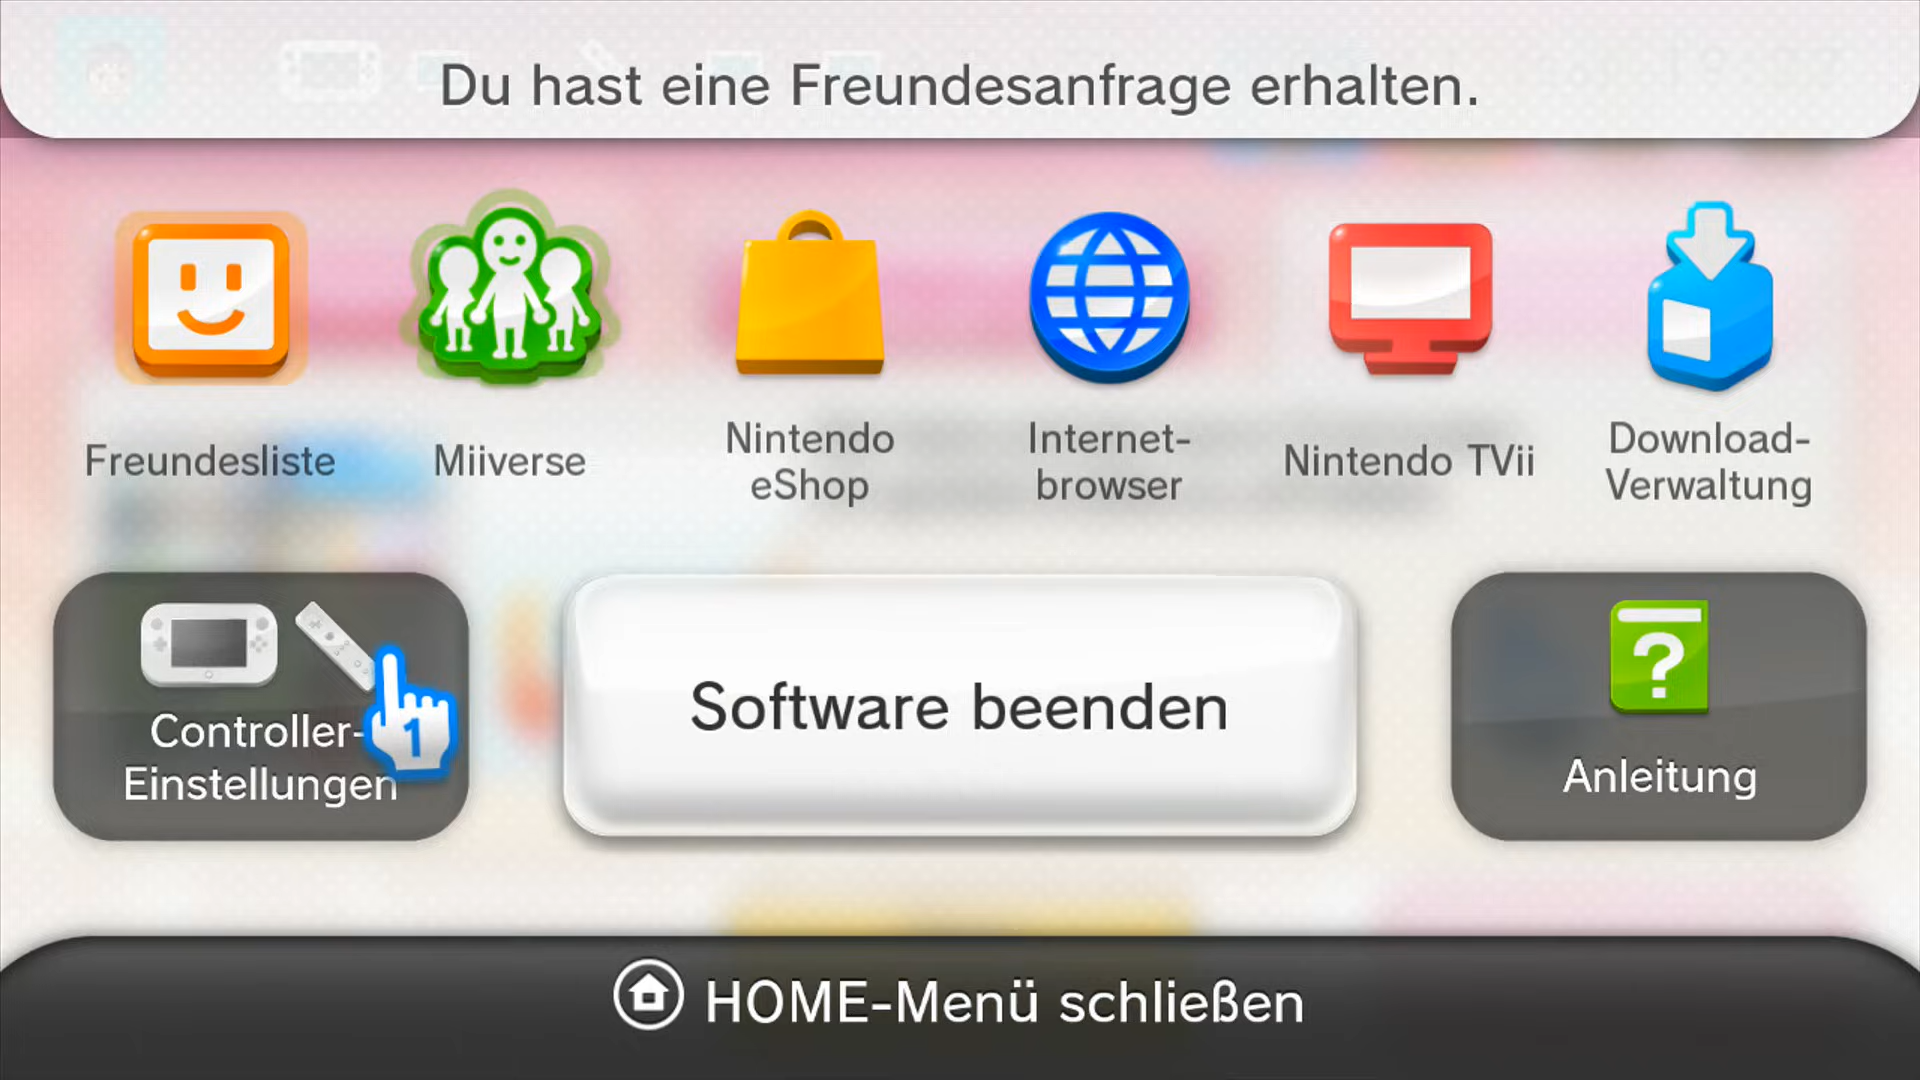 Du hast eine Freundesanfrage erhalten.
Freundesliste
Miiverse
Nintendo
eShop
Internet-
browser
Nintendo TVii
Download-
Verwaltung
Controller-
Einstellungen
1
Software beenden
?
Anleitung
HOME-Menü schließen